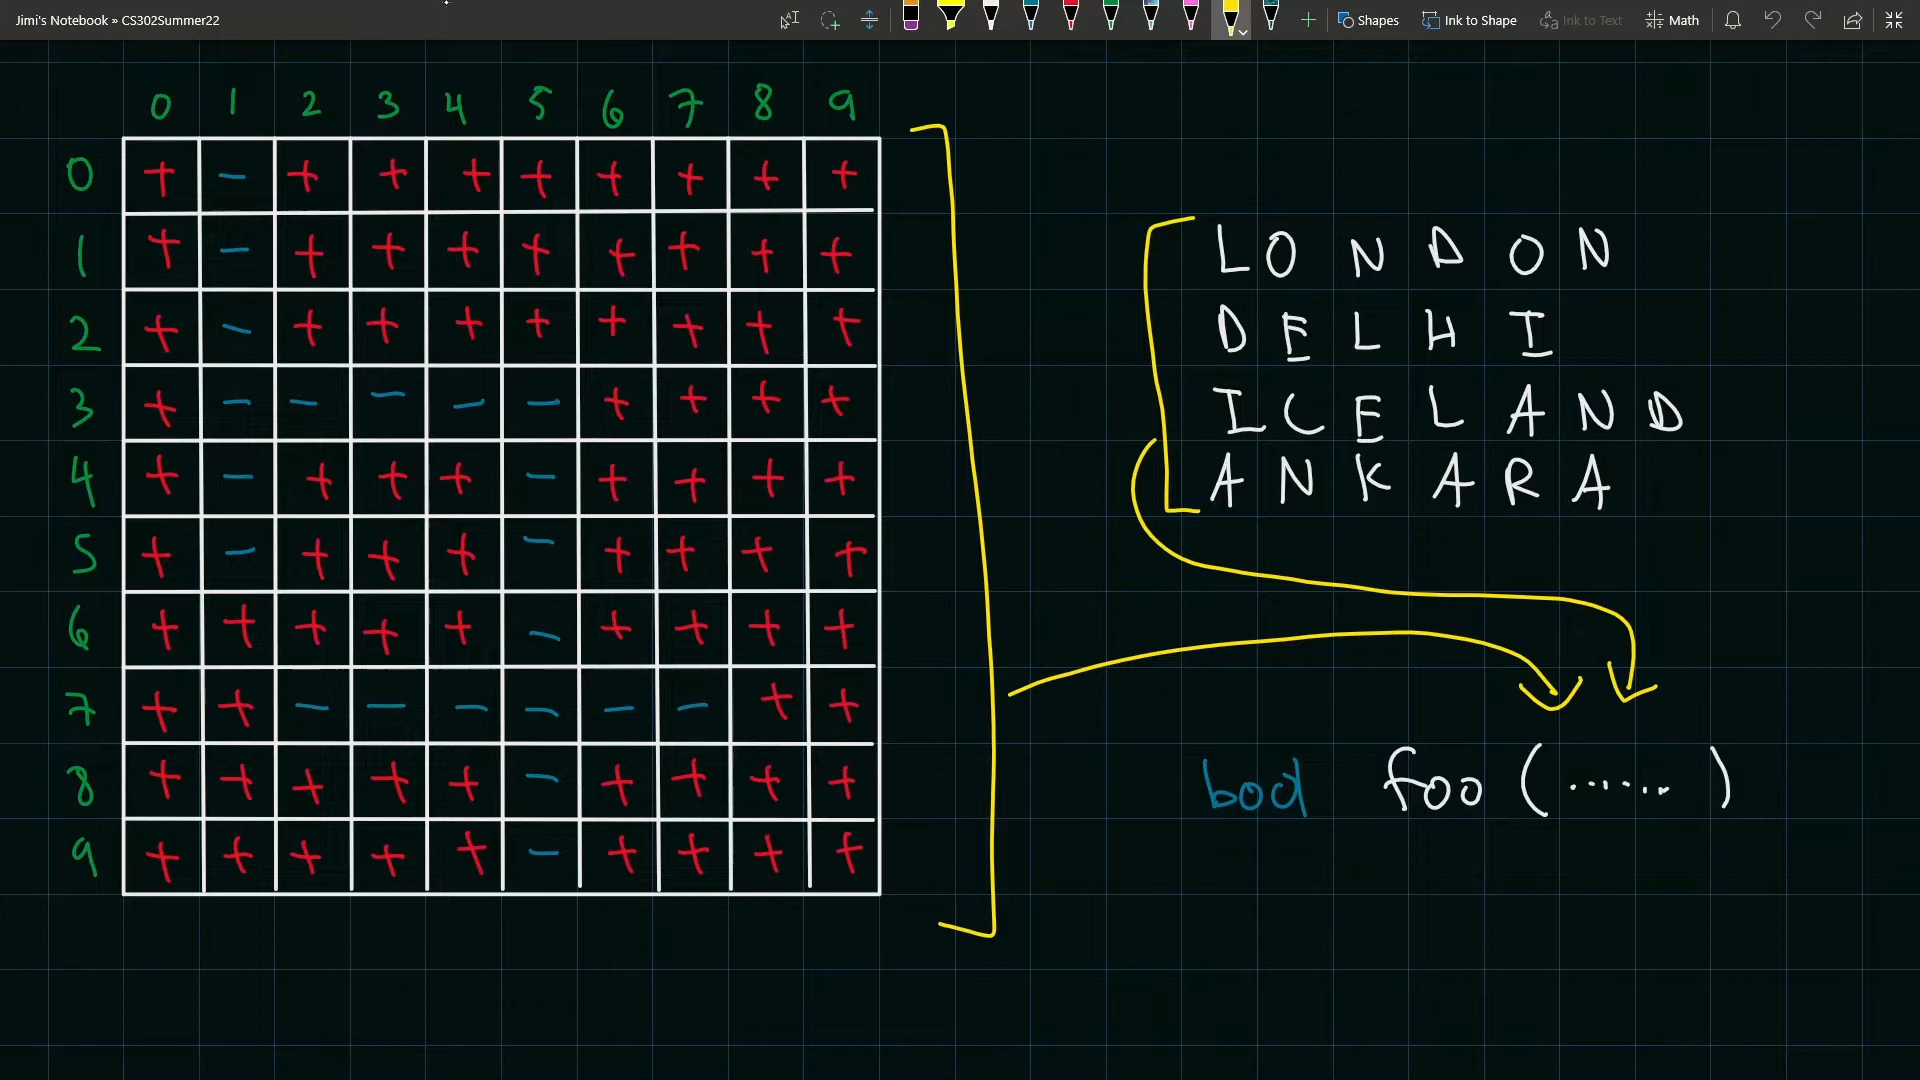 Jimi's Notebook » CS302Summer22
Shapes Ink to Shape Ink to Text Math
0 1 2 3 4 5 6 7 8 9
0 + - + + + + + + + +
1 + - + + + + + + + +
2 + - + + + + + + + +
3 + - - - - - + + + +
4 + - + + + - + + + +
5 + - + + + - + + + +
6 + + + + + - + + + +
7 + + - - - - - - + +
8 + + + + + - + + + +
9 + + + + + - + + + +
LONDON
DELHI
ICELAND
ANKARA
bool foo (......)